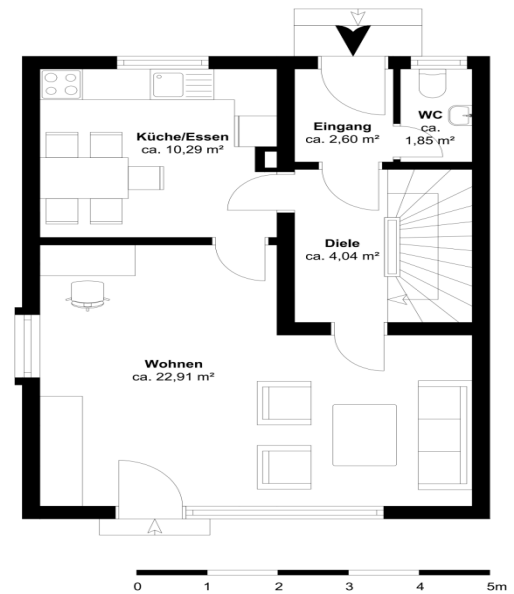 Küche/Essen
ca. 10,29 m²
Eingang
ca. 2,60 m²
WC
ca.
1,85 m²
Diele
ca. 4,04 m²
Wohnen
ca. 22,91 m²
0 1 2 3 4 5m